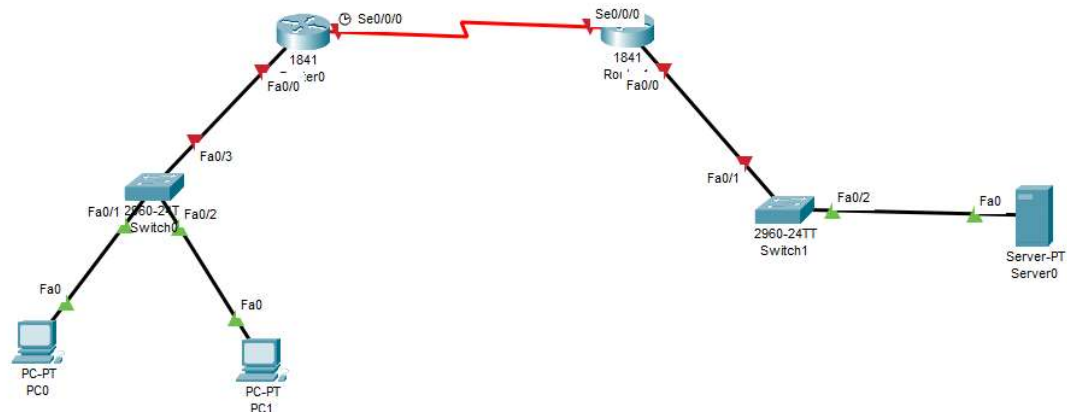 Se0/0/0
Se0/0/0
1841
Fa0/0
1841
Fa0/0
Fa0/3
Fa0/1
Fa0/1
Fa0/2
Switch0
Fa0/2
Fa0
2960-24TT
Switch1
Server-PT
Server0
Fa0
Fa0
PC-PT
PC0
PC-PT
PC1